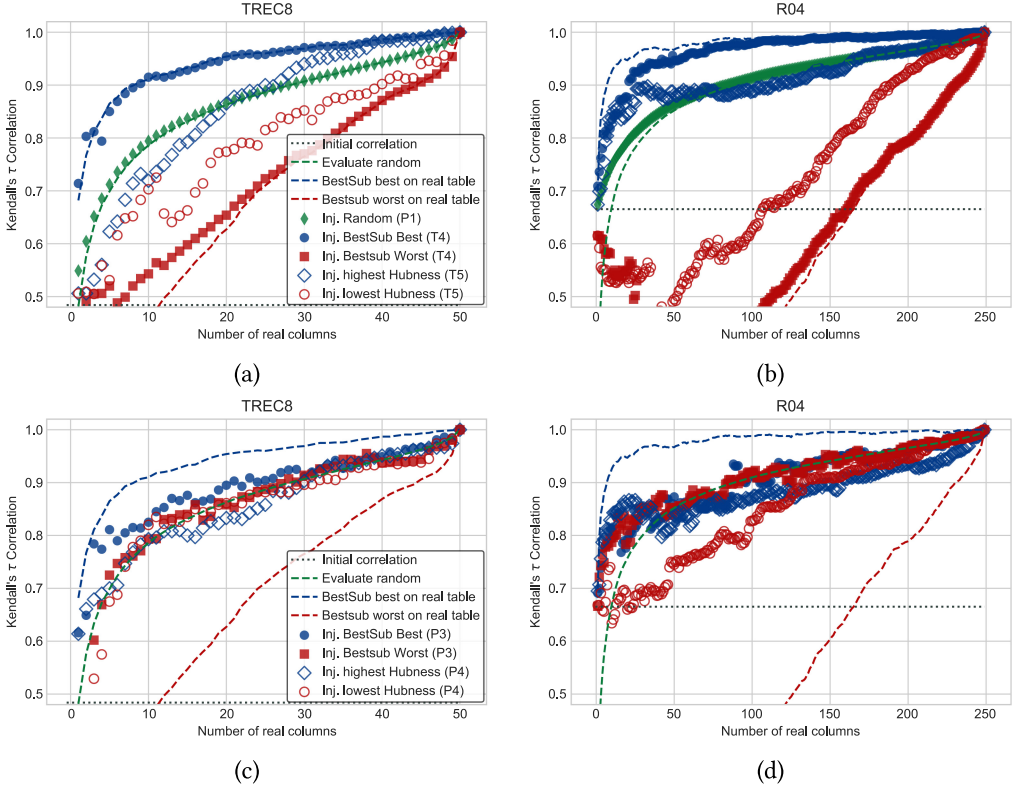 TREC8
1.0
0.9
0.8
0.7
0.6
0.5
Kendall's τ Correlation
0 10 20 30 40 50
Number of real columns
Initial correlation
Evaluate random
BestSub best on real table
Bestsub worst on real table
Inj. Random (P1)
Inj. BestSub Best (T4)
Inj. Bestsub Worst (T4)
Inj. highest Hubness (T5)
Inj. lowest Hubness (T5)
(a)
R04
1.0
0.9
0.8
0.7
0.6
0.5
Kendall's τ Correlation
0 50 100 150 200 250
Number of real columns
(b)
TREC8
1.0
0.9
0.8
0.7
0.6
0.5
Kendall's τ Correlation
0 10 20 30 40 50
Number of real columns
Initial correlation
Evaluate random
BestSub best on real table
Bestsub worst on real table
Inj. BestSub Best (P3)
Inj. Bestsub Worst (P3)
Inj. highest Hubness (P4)
Inj. lowest Hubness (P4)
(c)
R04
1.0
0.9
0.8
0.7
0.6
0.5
Kendall's τ Correlation
0 50 100 150 200 250
Number of real columns
(d)